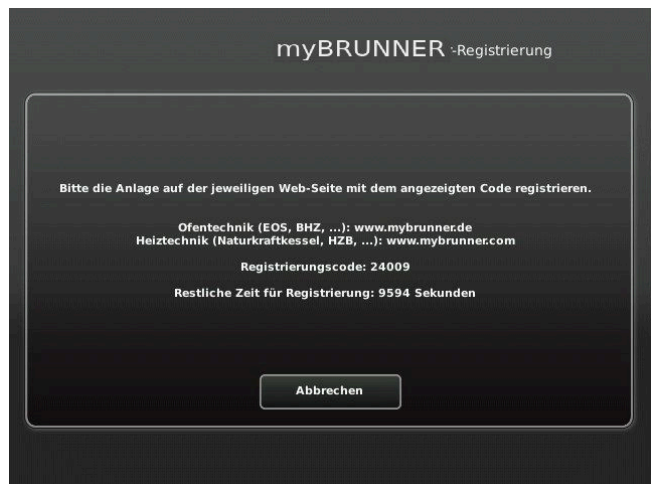 myBRUNNER -Registrierung
Bitte die Anlage auf der jeweiligen Web-Seite mit dem angezeigten Code registrieren.
Ofentechnik (EOS, BHZ, ...): www.mybrunner.de
Heiztechnik (Naturkraftkessel, HZB, ...): www.mybrunner.com
Registrierungscode: 24009
Restliche Zeit für Registrierung: 9594 Sekunden
Abbrechen